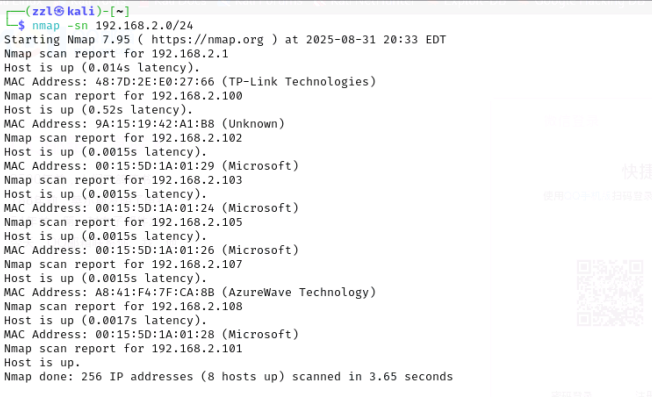 ┌──(zzl㉿kali)-[~]
└─$ nmap -sn 192.168.2.0/24
Starting Nmap 7.95 ( https://nmap.org ) at 2025-08-31 20:33 EDT
Nmap scan report for 192.168.2.1
Host is up (0.014s latency).
MAC Address: 48:7D:2E:E0:27:66 (TP-Link Technologies)
Nmap scan report for 192.168.2.100
Host is up (0.52s latency).
MAC Address: 9A:15:19:42:A1:B8 (Unknown)
Nmap scan report for 192.168.2.102
Host is up (0.0015s latency).
MAC Address: 00:15:5D:1A:01:29 (Microsoft)
Nmap scan report for 192.168.2.103
Host is up (0.0015s latency).
MAC Address: 00:15:5D:1A:01:24 (Microsoft)
Nmap scan report for 192.168.2.105
Host is up (0.0015s latency).
MAC Address: 00:15:5D:1A:01:26 (Microsoft)
Nmap scan report for 192.168.2.107
Host is up (0.0015s latency).
MAC Address: A8:41:F4:7F:CA:8B (AzureWave Technology)
Nmap scan report for 192.168.2.108
Host is up (0.0017s latency).
MAC Address: 00:15:5D:1A:01:28 (Microsoft)
Nmap scan report for 192.168.2.101
Host is up.
Nmap done: 256 IP addresses (8 hosts up) scanned in 3.65 seconds